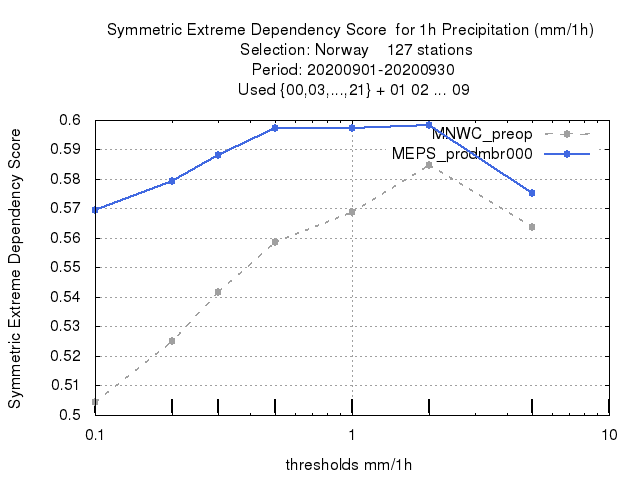 Symmetric Extreme Dependency Score  for 1h Precipitation (mm/1h)
Selection: Norway    127 stations
Period: 20200901-20200930
Used {00,03,...,21} + 01 02 ... 09
Symmetric Extreme Dependency Score
0.6
0.59
0.58
0.57
0.56
0.55
0.54
0.53
0.52
0.51
0.5
MNWC_preop
MEPS_prodmbr000
0.1 1 10
thresholds mm/1h